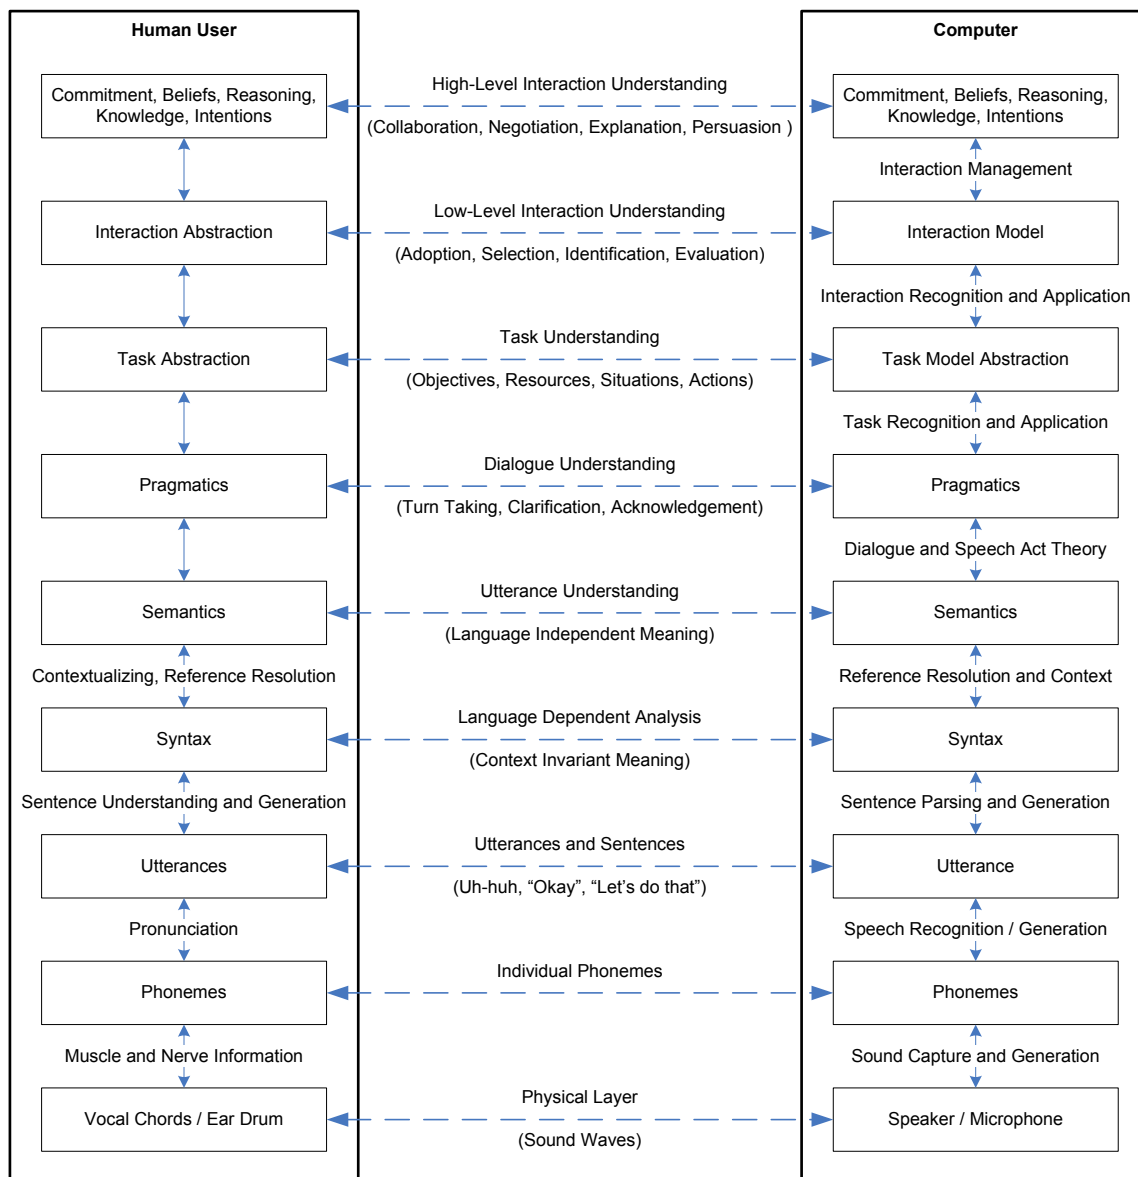 Human User
Computer
Commitment, Beliefs, Reasoning,
Knowledge, Intentions
High-Level Interaction Understanding
(Collaboration, Negotiation, Explanation, Persuasion )
Commitment, Beliefs, Reasoning,
Knowledge, Intentions
Interaction Management
Interaction Abstraction
Low-Level Interaction Understanding
(Adoption, Selection, Identification, Evaluation)
Interaction Model
Interaction Recognition and Application
Task Abstraction
Task Understanding
(Objectives, Resources, Situations, Actions)
Task Model Abstraction
Task Recognition and Application
Pragmatics
Dialogue Understanding
(Turn Taking, Clarification, Acknowledgement)
Pragmatics
Dialogue and Speech Act Theory
Semantics
Utterance Understanding
(Language Independent Meaning)
Semantics
Contextualizing, Reference Resolution
Reference Resolution and Context
Syntax
Language Dependent Analysis
(Context Invariant Meaning)
Syntax
Sentence Understanding and Generation
Sentence Parsing and Generation
Utterances
Utterances and Sentences
(Uh-huh, “Okay”, “Let’s do that”)
Utterance
Pronunciation
Speech Recognition / Generation
Phonemes
Individual Phonemes
Phonemes
Muscle and Nerve Information
Sound Capture and Generation
Vocal Chords / Ear Drum
Physical Layer
(Sound Waves)
Speaker / Microphone